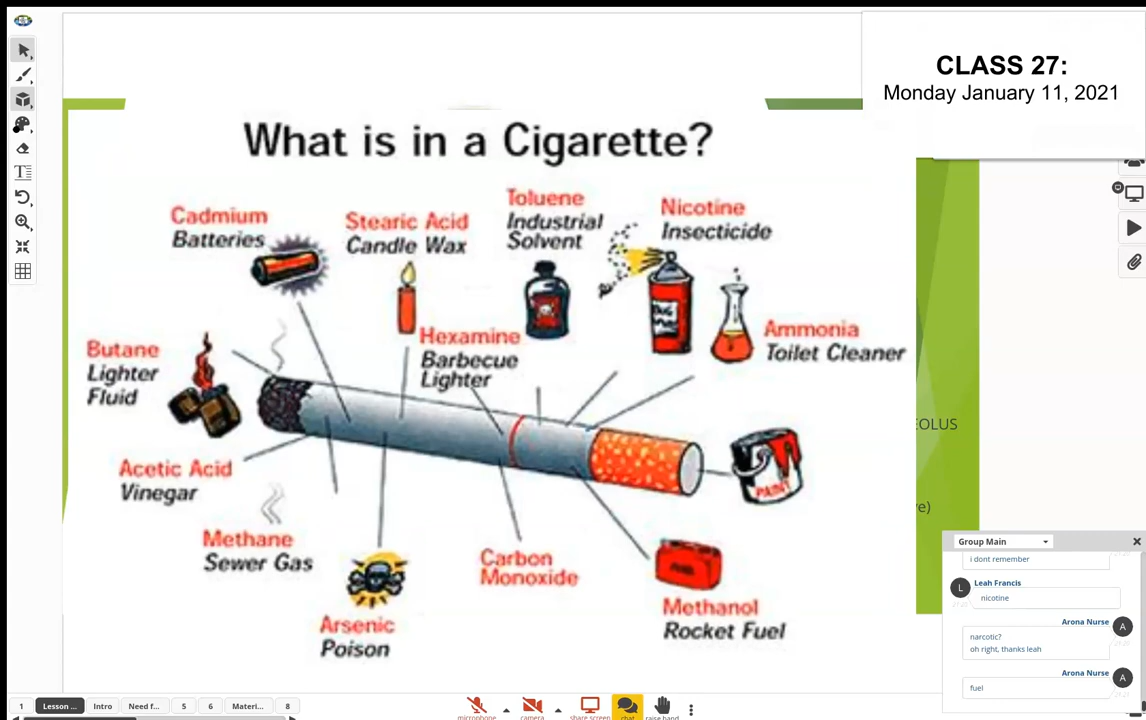 CLASS 27:
Monday January 11, 2021
What is in a Cigarette?
Cadmium
Batteries
Stearic Acid
Candle Wax
Toluene
Industrial
Solvent
Nicotine
Insecticide
Hexamine
Barbecue
Lighter
Ammonia
Toilet Cleaner
Butane
Lighter
Fluid
PAINT
Acetic Acid
Vinegar
Methane
Sewer Gas
Carbon
Monoxide
Arsenic
Poison
Methanol
Rocket Fuel
EOLUS
e)
Group Main
i dont remember
L
Leah Francis
nicotine
Arona Nurse
A
narcotic?
oh right, thanks leah
Arona Nurse
A
fuel
1 Lesson ... Intro Need f... 5 6 Materi... 8
microphone camera share screen chat raise hand